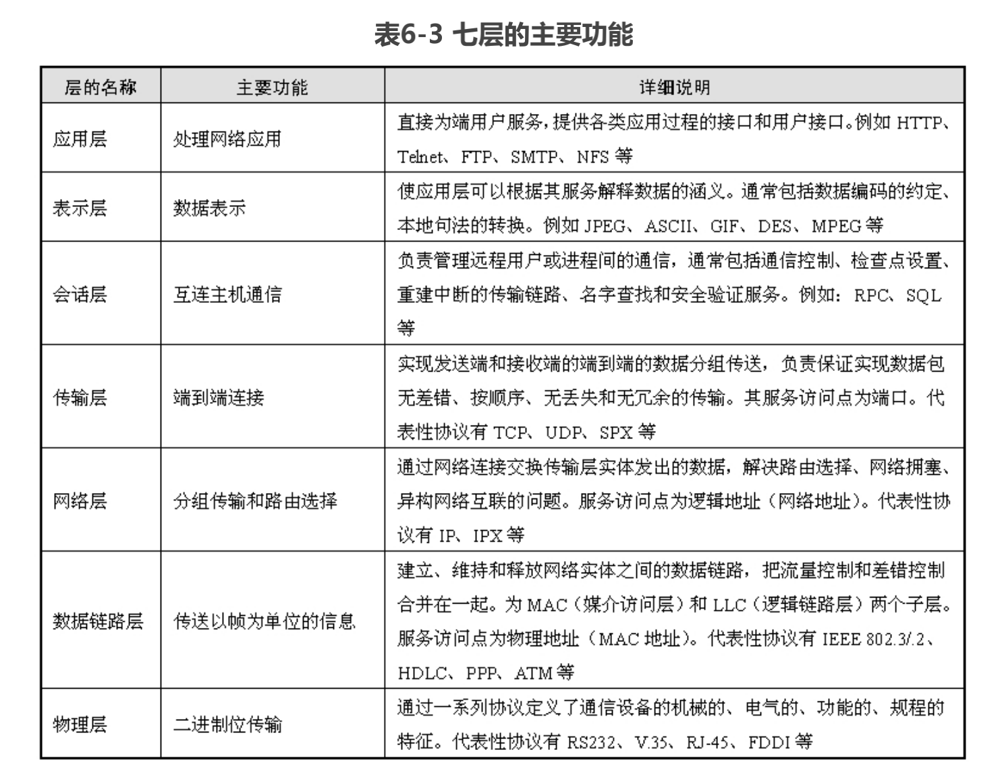 表6-3 七层的主要功能
层的名称 主要功能 详细说明
应用层 处理网络应用 直接为端用户服务，提供各类应用过程的接口和用户接口。例如 HTTP、
Telnet、FTP、SMTP、NFS 等
表示层 数据表示 使应用层可以根据其服务解释数据的涵义。通常包括数据编码的约定、
本地句法的转换。例如 JPEG、ASCII、GIF、DES、MPEG 等
会话层 互连主机通信 负责管理远程用户或进程间的通信，通常包括通信控制、检查点设置、
重建中断的传输链路、名字查找和安全验证服务。例如：RPC、SQL
等
传输层 端到端连接 实现发送端和接收端的端到端的数据分组传送，负责保证实现数据包
无差错、按顺序、无丢失和无冗余的传输。其服务访问点为端口。代
表性协议有 TCP、UDP、SPX 等
网络层 分组传输和路由选择 通过网络连接交换传输层实体发出的数据，解决路由选择、网络拥塞、
异构网络互联的问题。服务访问点为逻辑地址（网络地址）。代表性协
议有 IP、IPX 等
数据链路层 传送以帧为单位的信息 建立、维持和释放网络实体之间的数据链路，把流量控制和差错控制
合并在一起。为 MAC（媒介访问层）和 LLC（逻辑链路层）两个子层。
服务访问点为物理地址（MAC 地址）。代表性协议有 IEEE 802.3/.2、
HDLC、PPP、ATM 等
物理层 二进制位传输 通过一系列协议定义了通信设备的机械的、电气的、功能的、规程的
特征。代表性协议有 RS232、V.35、RJ-45、FDDI 等